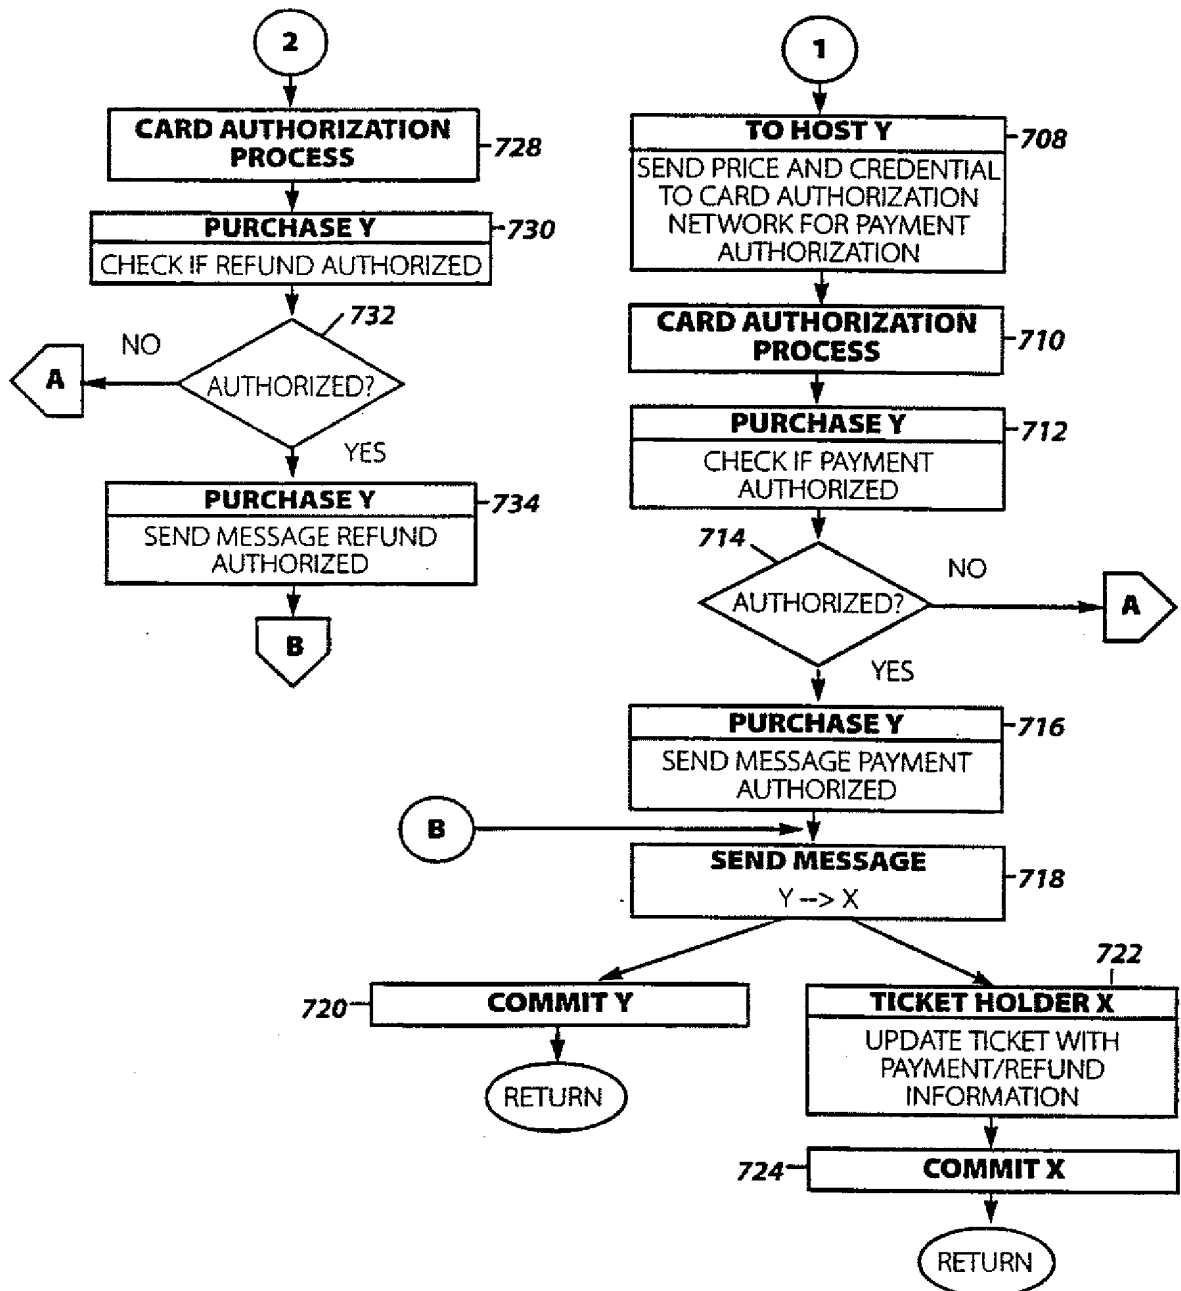 2
CARD AUTHORIZATION
PROCESS
728
PURCHASE Y
730
CHECK IF REFUND AUTHORIZED
732
NO
A
AUTHORIZED?
YES
PURCHASE Y
734
SEND MESSAGE REFUND
AUTHORIZED
B
1
TO HOST Y
708
SEND PRICE AND CREDENTIAL
TO CARD AUTHORIZATION
NETWORK FOR PAYMENT
AUTHORIZATION
CARD AUTHORIZATION
PROCESS
710
PURCHASE Y
712
CHECK IF PAYMENT
AUTHORIZED
714
NO
AUTHORIZED?
A
YES
PURCHASE Y
716
SEND MESSAGE PAYMENT
AUTHORIZED
B
SEND MESSAGE
718
Y --> X
720
COMMIT Y
RETURN
722
TICKET HOLDER X
UPDATE TICKET WITH
PAYMENT/REFUND
INFORMATION
724
COMMIT X
RETURN